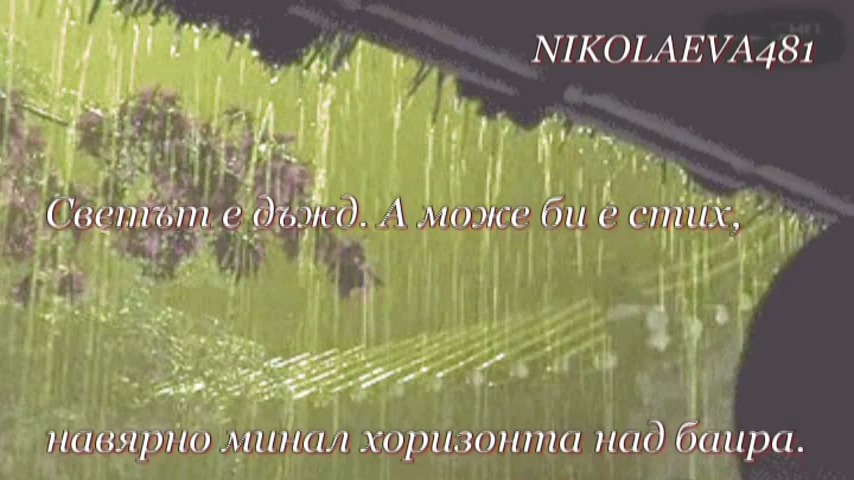 NIKOLAEVA481
Светът е дъжд. А може би е стих,
навярно минал хоризонта над баира.